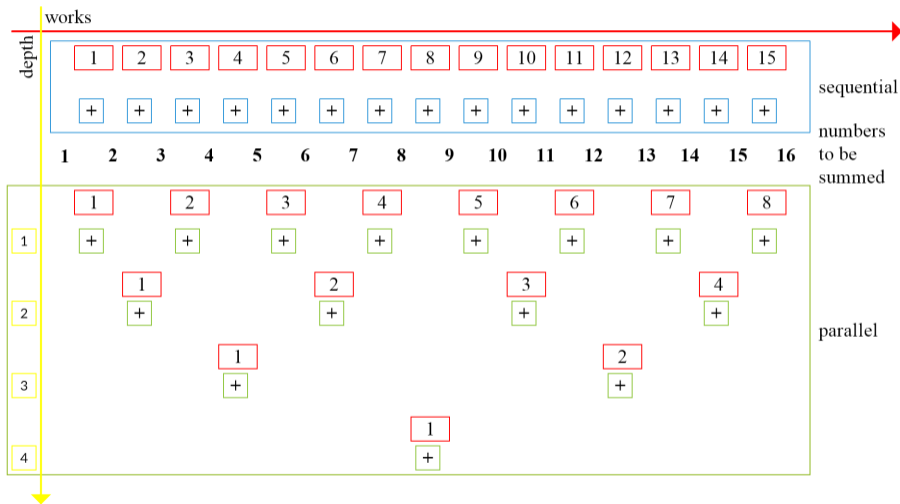 works
depth
1 2 3 4 5 6 7 8 9 10 11 12 13 14 15
+ + + + + + + + + + + + + + +
sequential
numbers
to be
summed
1 2 3 4 5 6 7 8 9 10 11 12 13 14 15 16
1 2 3 4 5 6 7 8
1 + + + + + + + +
1 2 3 4
2 + + + +
parallel
1 2
3 + +
1
4 +